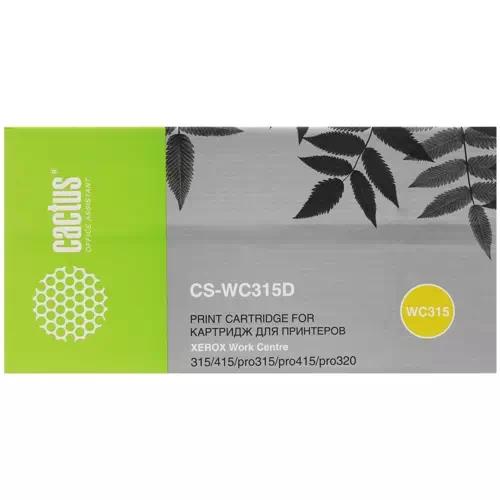 cactus®
OFFICE ASSISTANT
CS-WC315D
PRINT CARTRIDGE FOR
КАРТРИДЖ ДЛЯ ПРИНТЕРОВ
XEROX Work Centre
315/415/pro315/pro415/pro320
WC315